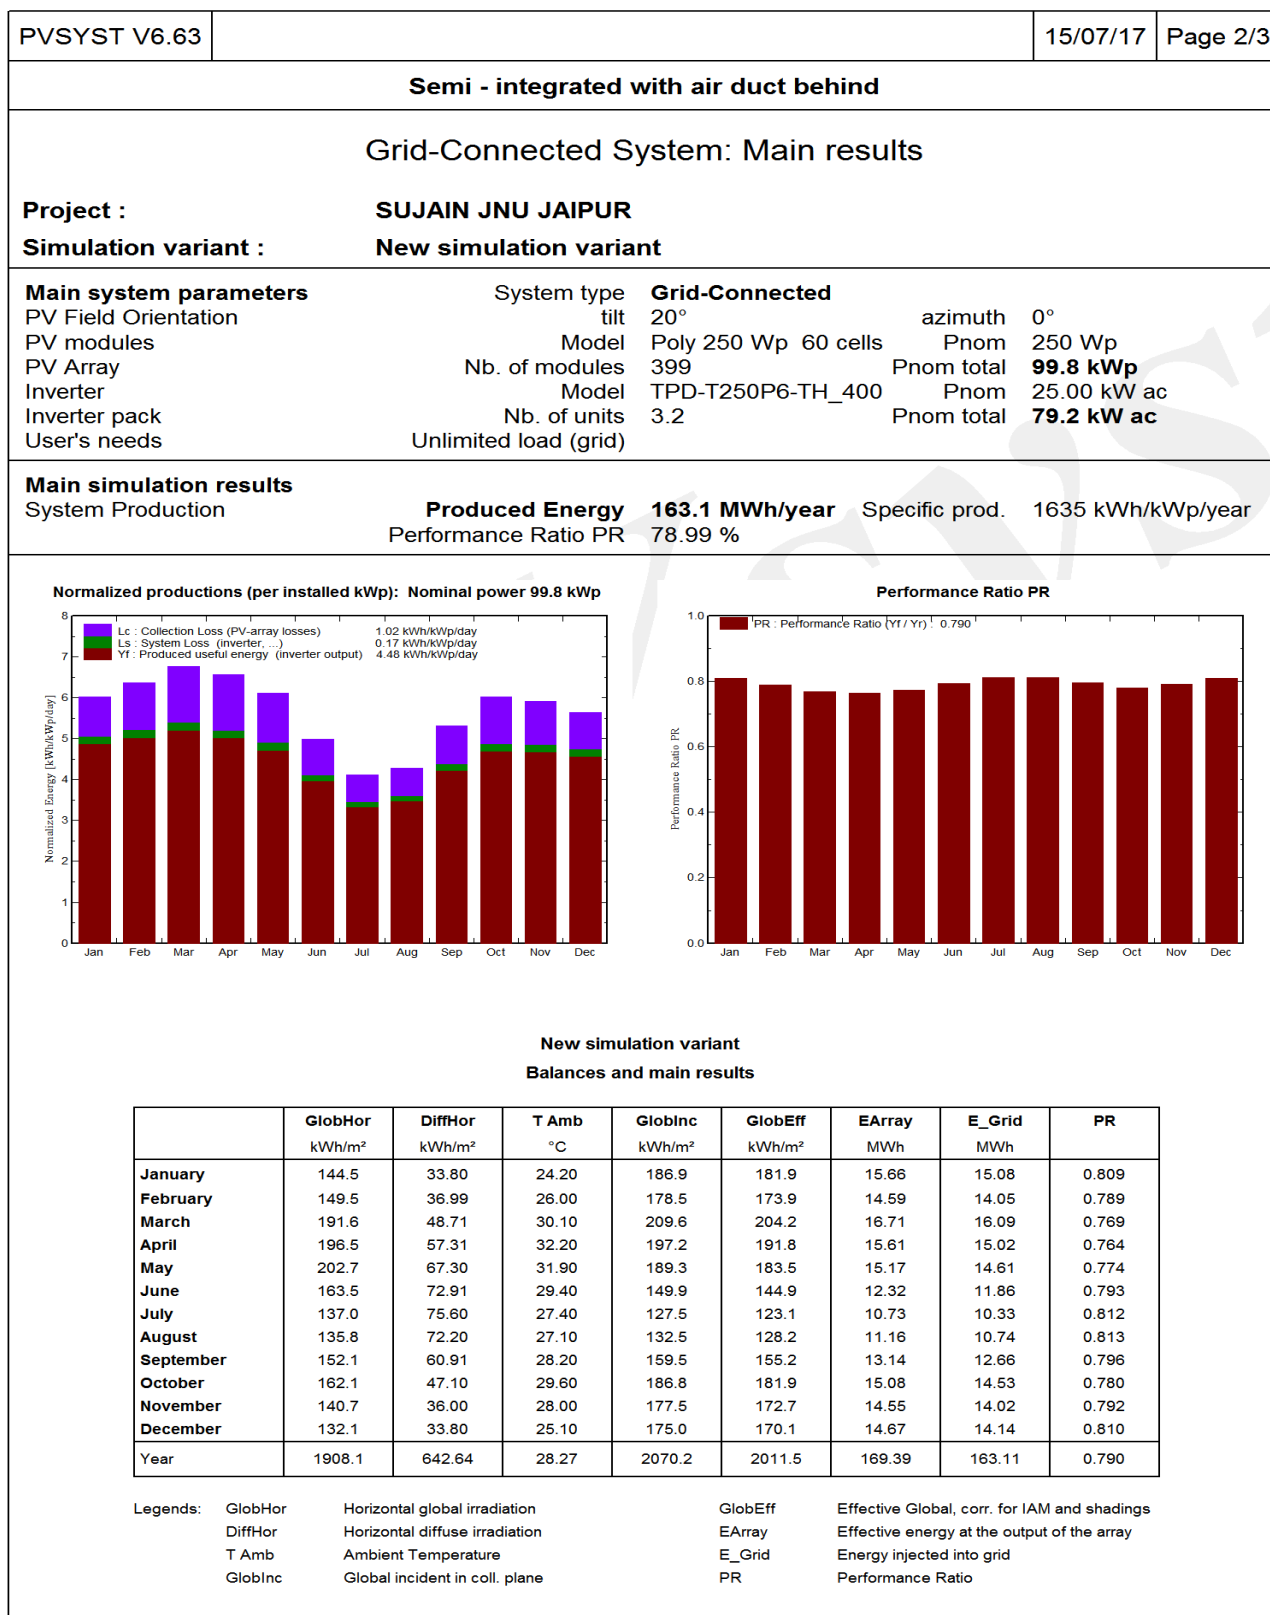 PVSYST V6.63 15/07/17 Page 2/3
Semi - integrated with air duct behind
Grid-Connected System: Main results
Project : SUJAIN JNU JAIPUR
Simulation variant : New simulation variant
Main system parameters System type Grid-Connected
PV Field Orientation tilt 20° azimuth 0°
PV modules Model Poly 250 Wp 60 cells Pnom 250 Wp
PV Array Nb. of modules 399 Pnom total 99.8 kWp
Inverter Model TPD-T250P6-TH_400 Pnom 25.00 kW ac
Inverter pack Nb. of units 3.2 Pnom total 79.2 kW ac
User's needs Unlimited load (grid)
Main simulation results
System Production Produced Energy 163.1 MWh/year Specific prod. 1635 kWh/kWp/year
Performance Ratio PR 78.99 %
Normalized productions (per installed kWp): Nominal power 99.8 kWp
Lc : Collection Loss (PV-array losses) 1.02 kWh/kWp/day
Ls : System Loss (inverter, ...) 0.17 kWh/kWp/day
Yf : Produced useful energy (inverter output) 4.48 kWh/kWp/day
Normalized Energy [kWh/kWp/day]
8
7
6
5
4
3
2
1
0
Jan Feb Mar Apr May Jun Jul Aug Sep Oct Nov Dec
Performance Ratio PR
PR : Performance Ratio (Yf / Yr) : 0.790
Performance Ratio PR
1.0
0.8
0.6
0.4
0.2
0.0
Jan Feb Mar Apr May Jun Jul Aug Sep Oct Nov Dec
New simulation variant
Balances and main results
GlobHor DiffHor T Amb GlobInc GlobEff EArray E_Grid PR
kWh/m² kWh/m² °C kWh/m² kWh/m² MWh MWh
January 144.5 33.80 24.20 186.9 181.9 15.66 15.08 0.809
February 149.5 36.99 26.00 178.5 173.9 14.59 14.05 0.789
March 191.6 48.71 30.10 209.6 204.2 16.71 16.09 0.769
April 196.5 57.31 32.20 197.2 191.8 15.61 15.02 0.764
May 202.7 67.30 31.90 189.3 183.5 15.17 14.61 0.774
June 163.5 72.91 29.40 149.9 144.9 12.32 11.86 0.793
July 137.0 75.60 27.40 127.5 123.1 10.73 10.33 0.812
August 135.8 72.20 27.10 132.5 128.2 11.16 10.74 0.813
September 152.1 60.91 28.20 159.5 155.2 13.14 12.66 0.796
October 162.1 47.10 29.60 186.8 181.9 15.08 14.53 0.780
November 140.7 36.00 28.00 177.5 172.7 14.55 14.02 0.792
December 132.1 33.80 25.10 175.0 170.1 14.67 14.14 0.810
Year 1908.1 642.64 28.27 2070.2 2011.5 169.39 163.11 0.790
Legends: GlobHor Horizontal global irradiation GlobEff Effective Global, corr. for IAM and shadings
DiffHor Horizontal diffuse irradiation EArray Effective energy at the output of the array
T Amb Ambient Temperature E_Grid Energy injected into grid
GlobInc Global incident in coll. plane PR Performance Ratio